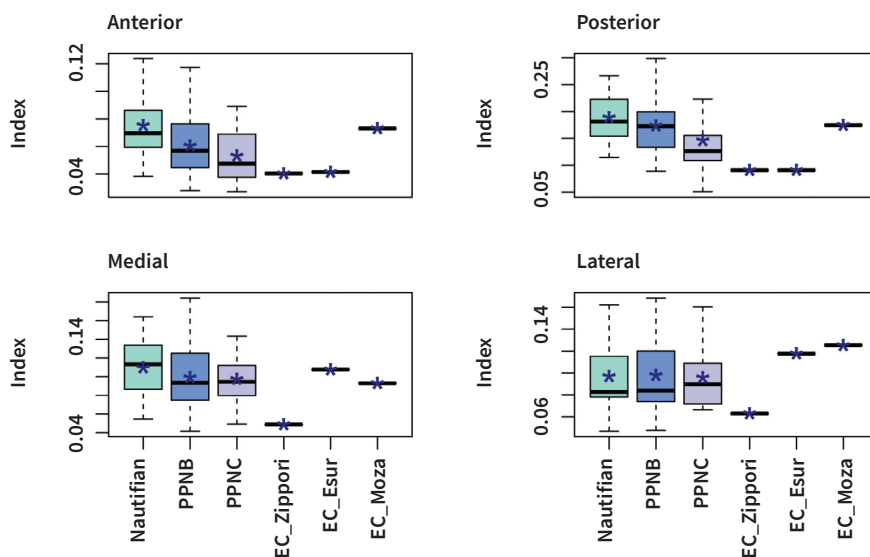 Anterior
Index
0.12
0.04
Posterior
Index
0.25
0.05
Medial
Index
0.14
0.04
Nautifian
PPNB
PPNC
EC_Zippori
EC_Esur
EC_Moza
Lateral
Index
0.14
0.06
Nautifian
PPNB
PPNC
EC_Zippori
EC_Esur
EC_Moza